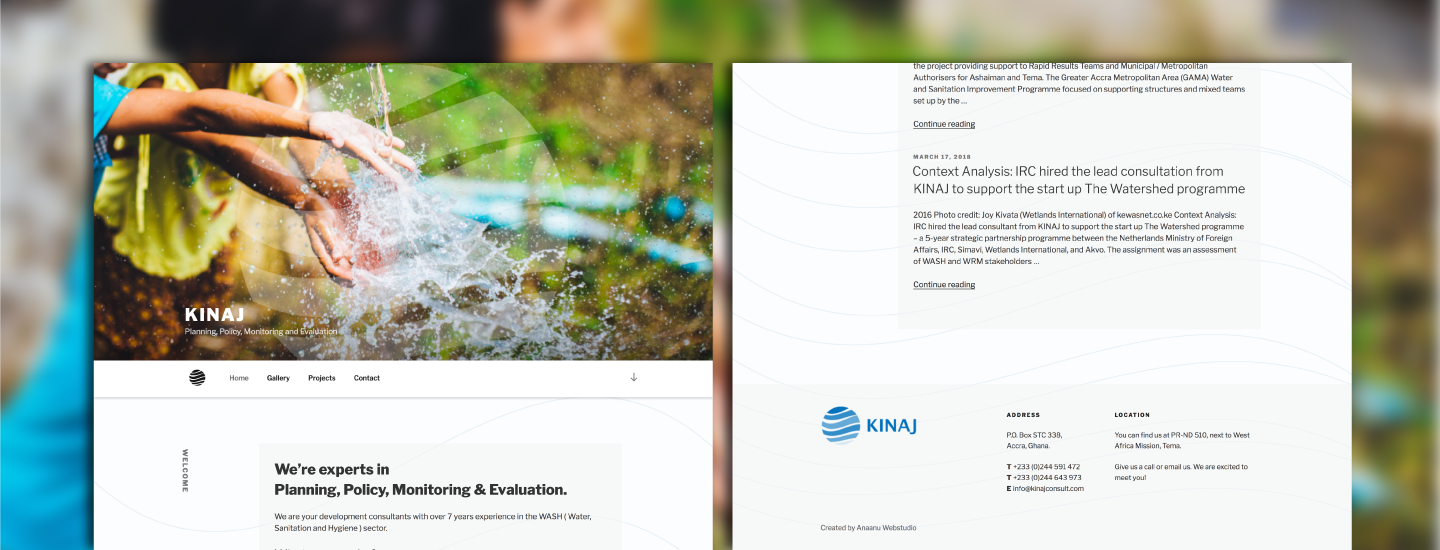 KINAJ
Planning, Policy, Monitoring and Evaluation
Home Gallery Projects Contact
WELCOME
We're experts in
Planning, Policy, Monitoring & Evaluation.
We are your development consultants with over 7 years experience in the WASH ( Water,
Sanitation and Hygiene ) sector.
the project providing support to Rapid Results Teams and Municipal / Metropolitan
Authorisers for Ashaiman and Tema. The Greater Accra Metropolitan Area (GAMA) Water
and Sanitation Improvement Programme focused on supporting structures and mixed teams
set up by the ...
Continue reading
MARCH 17, 2018
Context Analysis: IRC hired the lead consultation from
KINAJ to support the start up The Watershed programme
2016 Photo credit: Joy Kivata (Wetlands International) of kewasnet.co.ke Context Analysis:
IRC hired the lead consultant from KINAJ to support the start up The Watershed programme
– a 5-year strategic partnership programme between the Netherlands Ministry of Foreign
Affairs, IRC, Simavi, Wetlands International, and Akvo. The assignment was an assessment
of WASH and WRM stakeholders ...
Continue reading
KINAJ
ADDRESS
P.O. Box STC 338,
Accra, Ghana.
T +233 (0)244 591 472
T +233 (0)244 643 973
E info@kinajconsult.com
LOCATION
You can find us at PR-ND 510, next to West
Africa Mission, Tema.
Give us a call or email us. We are excited to
meet you!
Created by Anaanu Webstudio